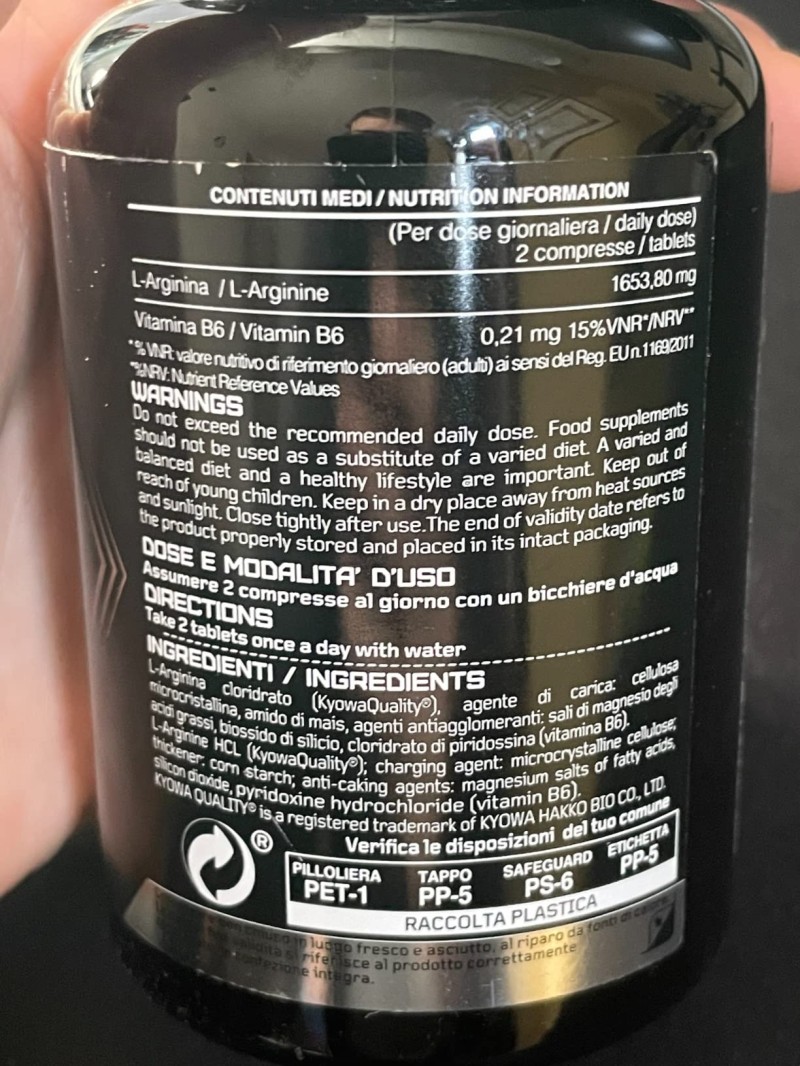 CONTENUTI MEDI / NUTRITION INFORMATION
(Per dose giornaliera / daily dose)
2 compresse / tablets
L-Arginina / L-Arginine 1653,80 mg
Vitamina B6 / Vitamin B6 0,21 mg 15%VNR*/NRV**
*% VNR: valore nutritivo di riferimento giornaliero (adulti) ai sensi del Reg. EU n.1169/2011
**%NRV: Nutrient Reference Values
WARNINGS
Do not exceed the recommended daily dose. Food supplements
should not be used as a substitute of a varied diet. A varied and
balanced diet and a healthy lifestyle are important. Keep out of
reach of young children. Keep in a dry place away from heat sources
and sunlight. Close tightly after use.The end of validity date refers to
the product properly stored and placed in its intact packaging.
DOSE E MODALITA' D'USO
Assumere 2 compresse al giorno con un bicchiere d'acqua
DIRECTIONS
Take 2 tablets once a day with water
INGREDIENTI / INGREDIENTS
L-Arginina cloridrato (KyowaQuality®), agente di carica: cellulosa
microcristallina, amido di mais, agenti antiagglomeranti: sali di magnesio degli
acidi grassi, biossido di silicio, cloridrato di piridossina (vitamina B6).
L-Arginine HCL (KyowaQuality®); charging agent: microcrystalline cellulose;
thickener: corn starch; anti-caking agents: magnesium salts of fatty acids,
silicon dioxide, pyridoxine hydrochloride (vitamin B6).
KYOWA QUALITY® is a registered trademark of KYOWA HAKKO BIO CO., LTD.
Verifica le disposizioni del tuo comune
®
PILLOLIERA TAPPO SAFEGUARD ETICHETTA
PET-1 PP-5 PS-6 PP-5
RACCOLTA PLASTICA
in luogo fresco e asciutto, al riparo da fonti di calore.
si riferisce al prodotto correttamente
confezione integra.